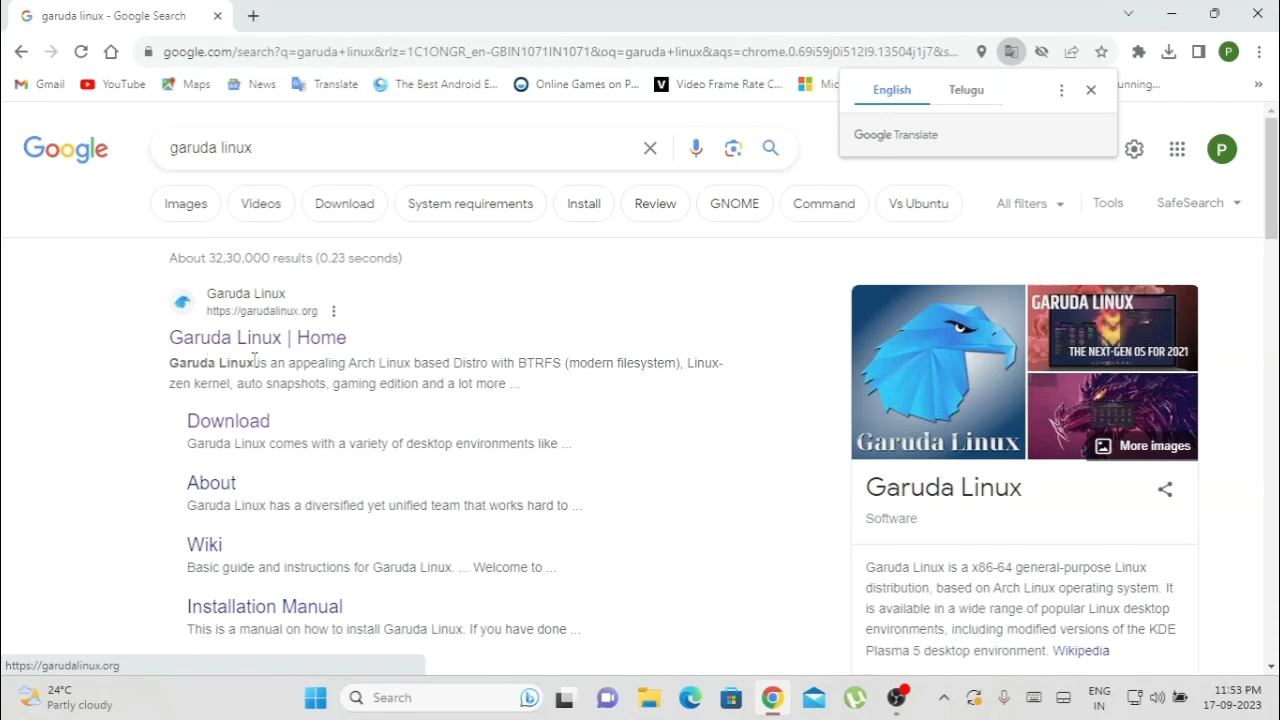 garuda linux - Google Search
google.com/search?q=garuda+linux&rlz=1C1ONGR_en-GBIN1071IN1071&oq=garuda+linux&aqs=chrome.0.69i59j0i512l9.13504j1j7&s...
P
Gmail YouTube Maps News Translate The Best Android E... Online Games on P... V Video Frame Rate C... Mic unning... »
English Telugu
Google Translate
Google garuda linux P
Images Videos Download System requirements Install Review GNOME Command Vs Ubuntu All filters Tools SafeSearch
About 32,30,000 results (0.23 seconds)
Garuda Linux
https://garudalinux.org
Garuda Linux | Home
Garuda Linux is an appealing Arch Linux based Distro with BTRFS (modern filesystem), Linux-
zen kernel, auto snapshots, gaming edition and a lot more ...
Download
Garuda Linux comes with a variety of desktop environments like ...
About
Garuda Linux has a diversified yet unified team that works hard to ...
Wiki
Basic guide and instructions for Garuda Linux. ... Welcome to ...
Installation Manual
This is a manual on how to install Garuda Linux. If you have done ...
Garuda Linux
GARUDA LINUX
THE NEXT-GEN OS FOR 2021
More images
Garuda Linux
Software
Garuda Linux is a x86-64 general-purpose Linux
distribution, based on Arch Linux operating system. It
is available in a wide range of popular Linux desktop
environments, including modified versions of the KDE
Plasma 5 desktop environment. Wikipedia
https://garudalinux.org
24°C
Partly cloudy
Search
ENG
IN
11:53 PM
17-09-2023